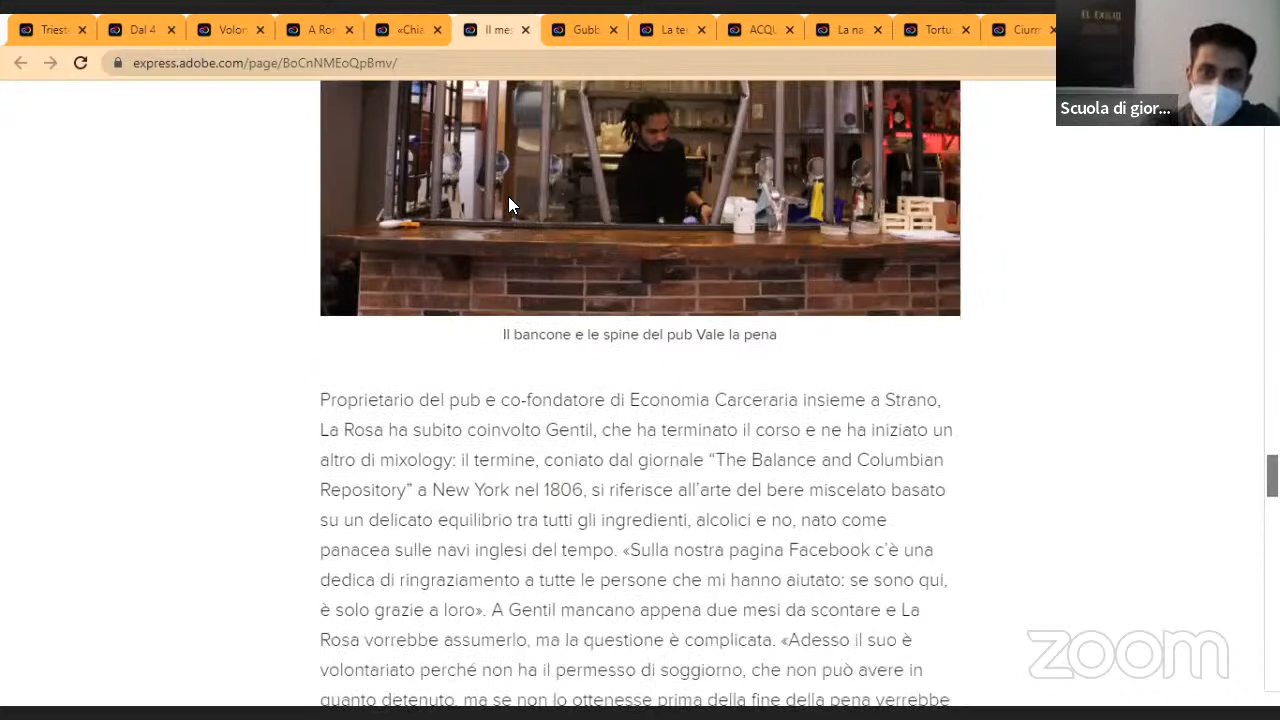 Triest
Dal 4
Volon
A Ror
«Chia
Il mes
Gubb
La te
ACQU
La na
Tortu
Ciurm
express.adobe.com/page/BoCnNMEoQpBmv/
EL EXILIO
Scuola di gior...
Il bancone e le spine del pub Vale la pena
Proprietario del pub e co-fondatore di Economia Carceraria insieme a Strano,
La Rosa ha subito coinvolto Gentil, che ha terminato il corso e ne ha iniziato un
altro di mixology: il termine, coniato dal giornale “The Balance and Columbian
Repository” a New York nel 1806, si riferisce all’arte del bere miscelato basato
su un delicato equilibrio tra tutti gli ingredienti, alcolici e no, nato come
panacea sulle navi inglesi del tempo. «Sulla nostra pagina Facebook c’è una
dedica di ringraziamento a tutte le persone che mi hanno aiutato: se sono qui,
è solo grazie a loro». A Gentil mancano appena due mesi da scontare e La
Rosa vorrebbe assumerlo, ma la questione è complicata. «Adesso il suo è
volontariato perché non ha il permesso di soggiorno, che non può avere in
quanto detenuto, ma se non lo ottenesse prima della fine della pena verrebbe
zoom